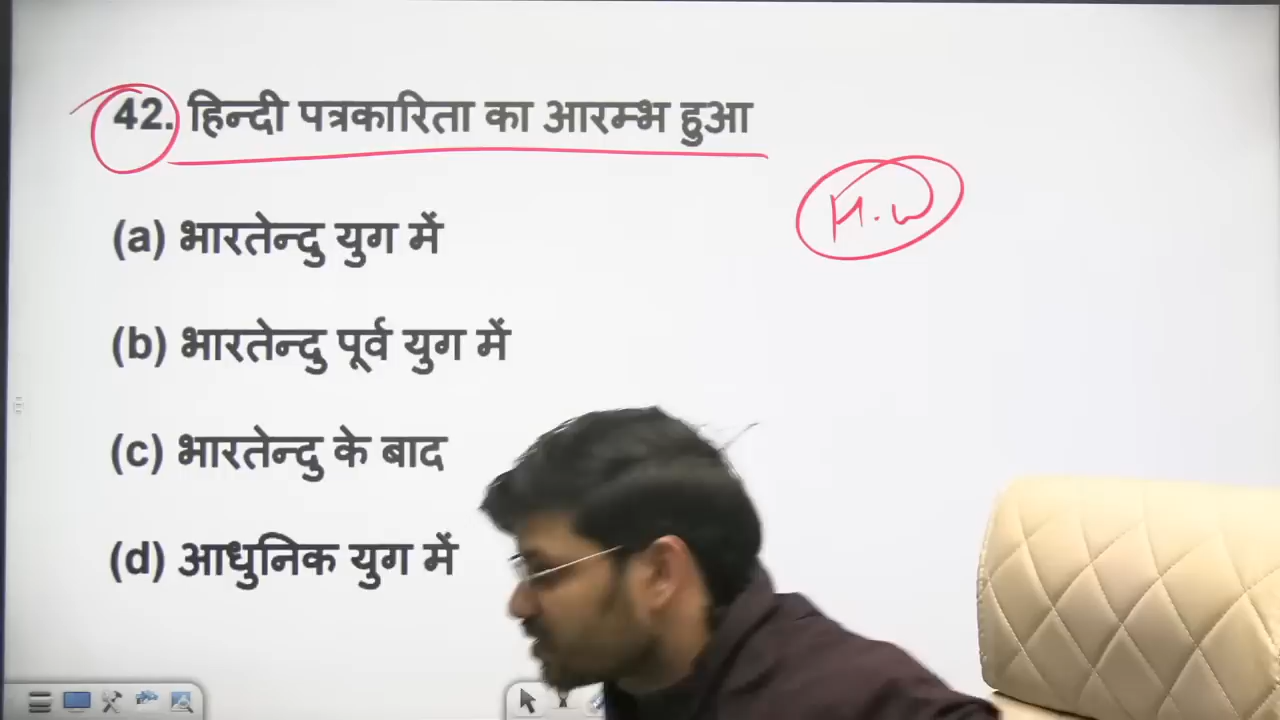 42. हिन्दी पत्रकारिता का आरम्भ हुआ
H.W
(a) भारतेन्दु युग में
(b) भारतेन्दु पूर्व युग में
(c) भारतेन्दु के बाद
(d) आधुनिक युग में